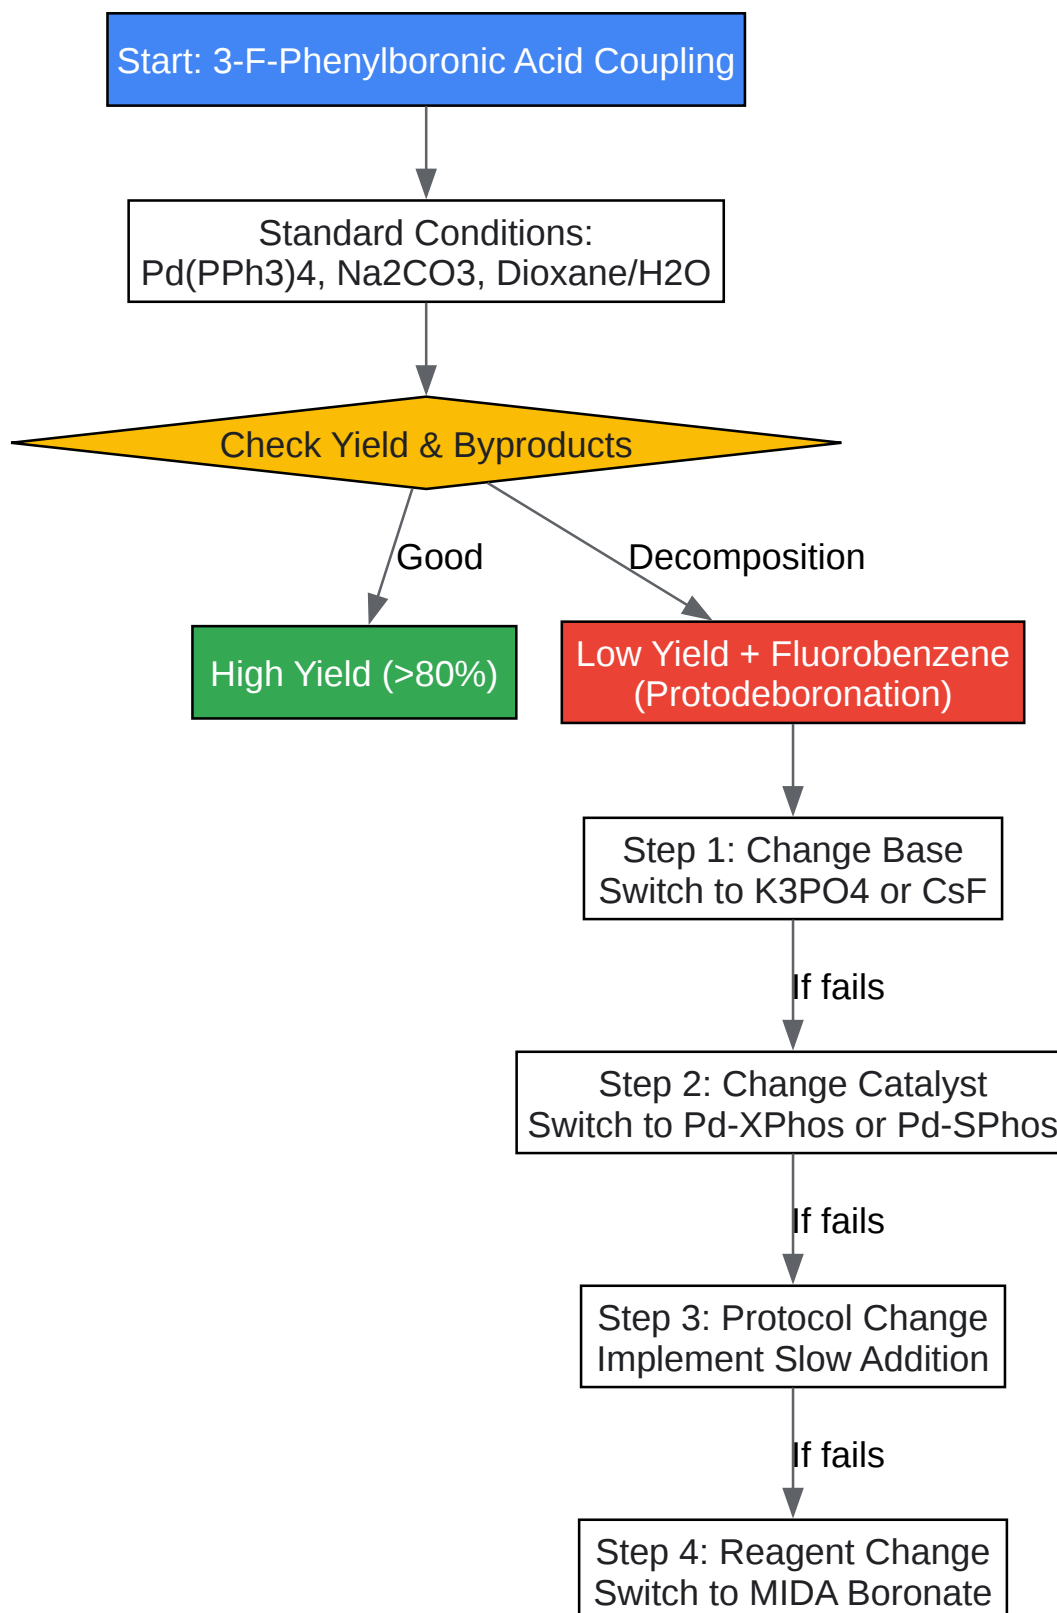 Start: 3-F-Phenylboronic Acid Coupling
Standard Conditions:
Pd(PPh3)4, Na2CO3, Dioxane/H2O
Check Yield & Byproducts
Good
Decomposition
High Yield (>80%)
Low Yield + Fluorobenzene
(Protodeboronation)
Step 1: Change Base
Switch to K3PO4 or CsF
If fails
Step 2: Change Catalyst
Switch to Pd-XPhos or Pd-SPhos
If fails
Step 3: Protocol Change
Implement Slow Addition
If fails
Step 4: Reagent Change
Switch to MIDA Boronate